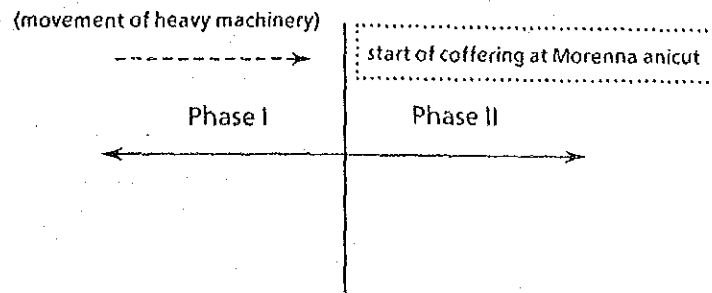 (movement of heavy machinery)
start of coffering at Morenna anicut
Phase I
Phase II